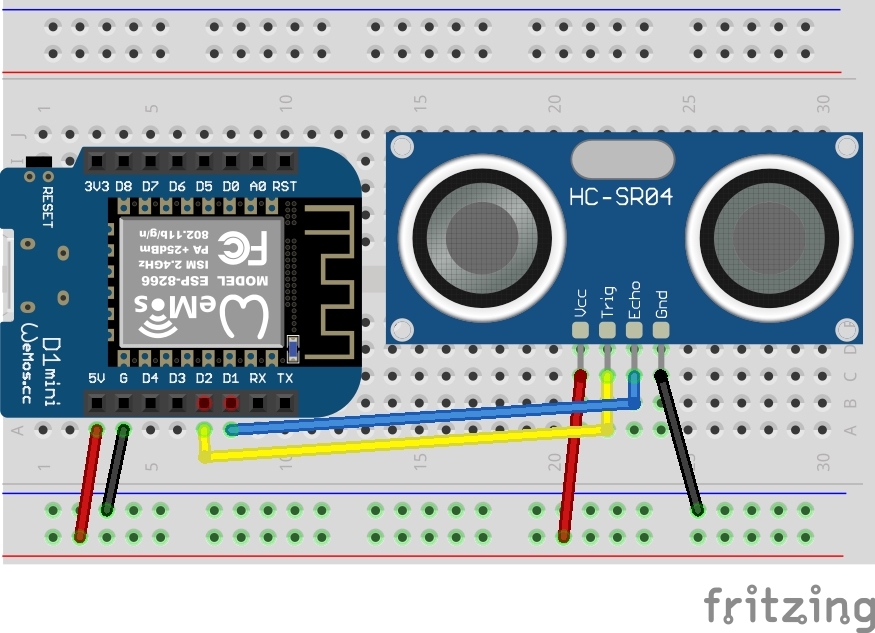 1 5 10 15 20 25 30
J
I
3V3 D8 D7 D6 D5 D0 A0 RST
RESET
HC-SR04
WeMos
MODEL ESP-8266
ISM 2.4GHz
PA +25dBm
802.11b/g/n
FC
Vcc Trig Echo Gnd
D1 mini
WeMos.cc
5V G D4 D3 D2 D1 RX TX
E
D D
C C
B B
A A
1 5 10 15 20 25 30
fritzing